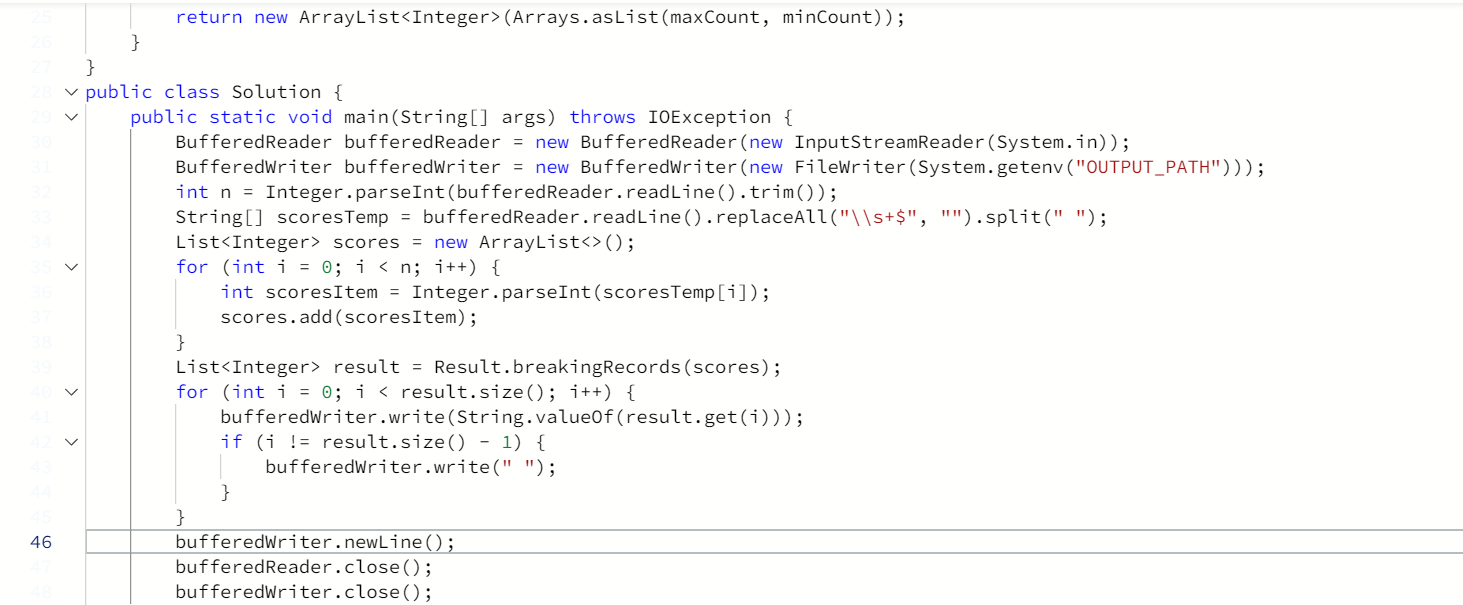 25 return new ArrayList<Integer>(Arrays.asList(maxCount, minCount));
26 }
27 }
28 public class Solution {
29 public static void main(String[] args) throws IOException {
30 BufferedReader bufferedReader = new BufferedReader(new InputStreamReader(System.in));
31 BufferedWriter bufferedWriter = new BufferedWriter(new FileWriter(System.getenv("OUTPUT_PATH")));
32 int n = Integer.parseInt(bufferedReader.readLine().trim());
33 String[] scoresTemp = bufferedReader.readLine().replaceAll("\\s+$", "").split(" ");
34 List<Integer> scores = new ArrayList<>();
35 for (int i = 0; i < n; i++) {
36 int scoresItem = Integer.parseInt(scoresTemp[i]);
37 scores.add(scoresItem);
38 }
39 List<Integer> result = Result.breakingRecords(scores);
40 for (int i = 0; i < result.size(); i++) {
41 bufferedWriter.write(String.valueOf(result.get(i)));
42 if (i != result.size() - 1) {
43 bufferedWriter.write(" ");
44 }
45 }
46 bufferedWriter.newLine();
47 bufferedReader.close();
48 bufferedWriter.close();